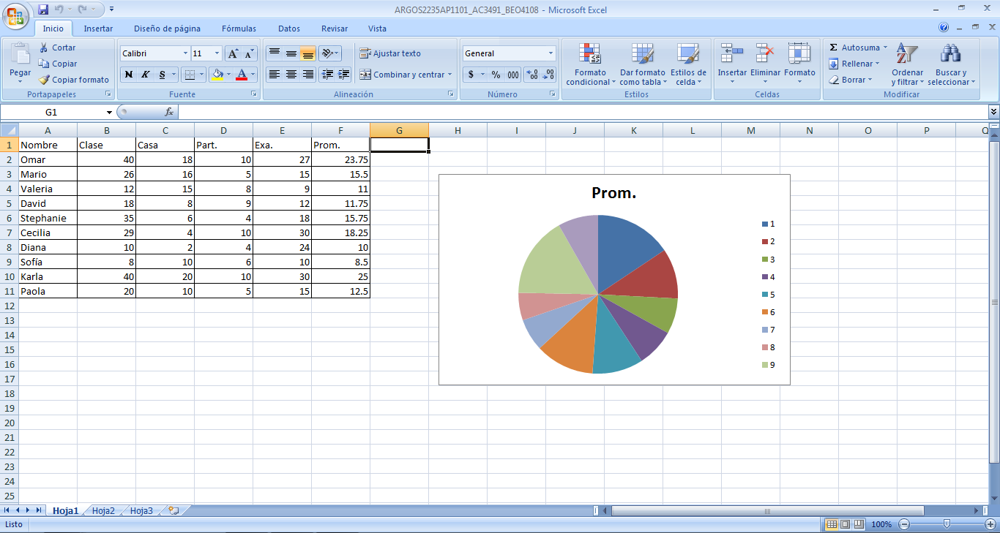 ARGOS2235AP1101_AC3491_BEO4108 - Microsoft Excel
Inicio Insertar Diseño de página Fórmulas Datos Revisar Vista
Pegar
Cortar
Copiar
Copiar formato
Portapapeles
Calibri 11
N K S
Fuente
Ajustar texto
Combinar y centrar
Alineación
General
$ % 000
Número
Formato condicional
Dar formato como tabla
Estilos de celda
Estilos
Insertar Eliminar Formato
Celdas
Σ Autosuma
Rellenar
Borrar
Ordenar y filtrar
Buscar y seleccionar
Modificar
G1 fx
A B C D E F G H I J K L M N O P Q
1 Nombre Clase Casa Part. Exa. Prom.
2 Omar 40 18 10 27 23.75
3 Mario 26 16 5 15 15.5
4 Valeria 12 15 8 9 11
5 David 18 8 9 12 11.75
6 Stephanie 35 6 4 18 15.75
7 Cecilia 29 4 10 30 18.25
8 Diana 10 2 4 24 10
9 Sofía 8 10 6 10 8.5
10 Karla 40 20 10 30 25
11 Paola 20 10 5 15 12.5
12
13
14
15
16
17
18
19
20
21
22
23
24
25
Prom.
1
2
3
4
5
6
7
8
9
Hoja1 Hoja2 Hoja3
Listo 100%